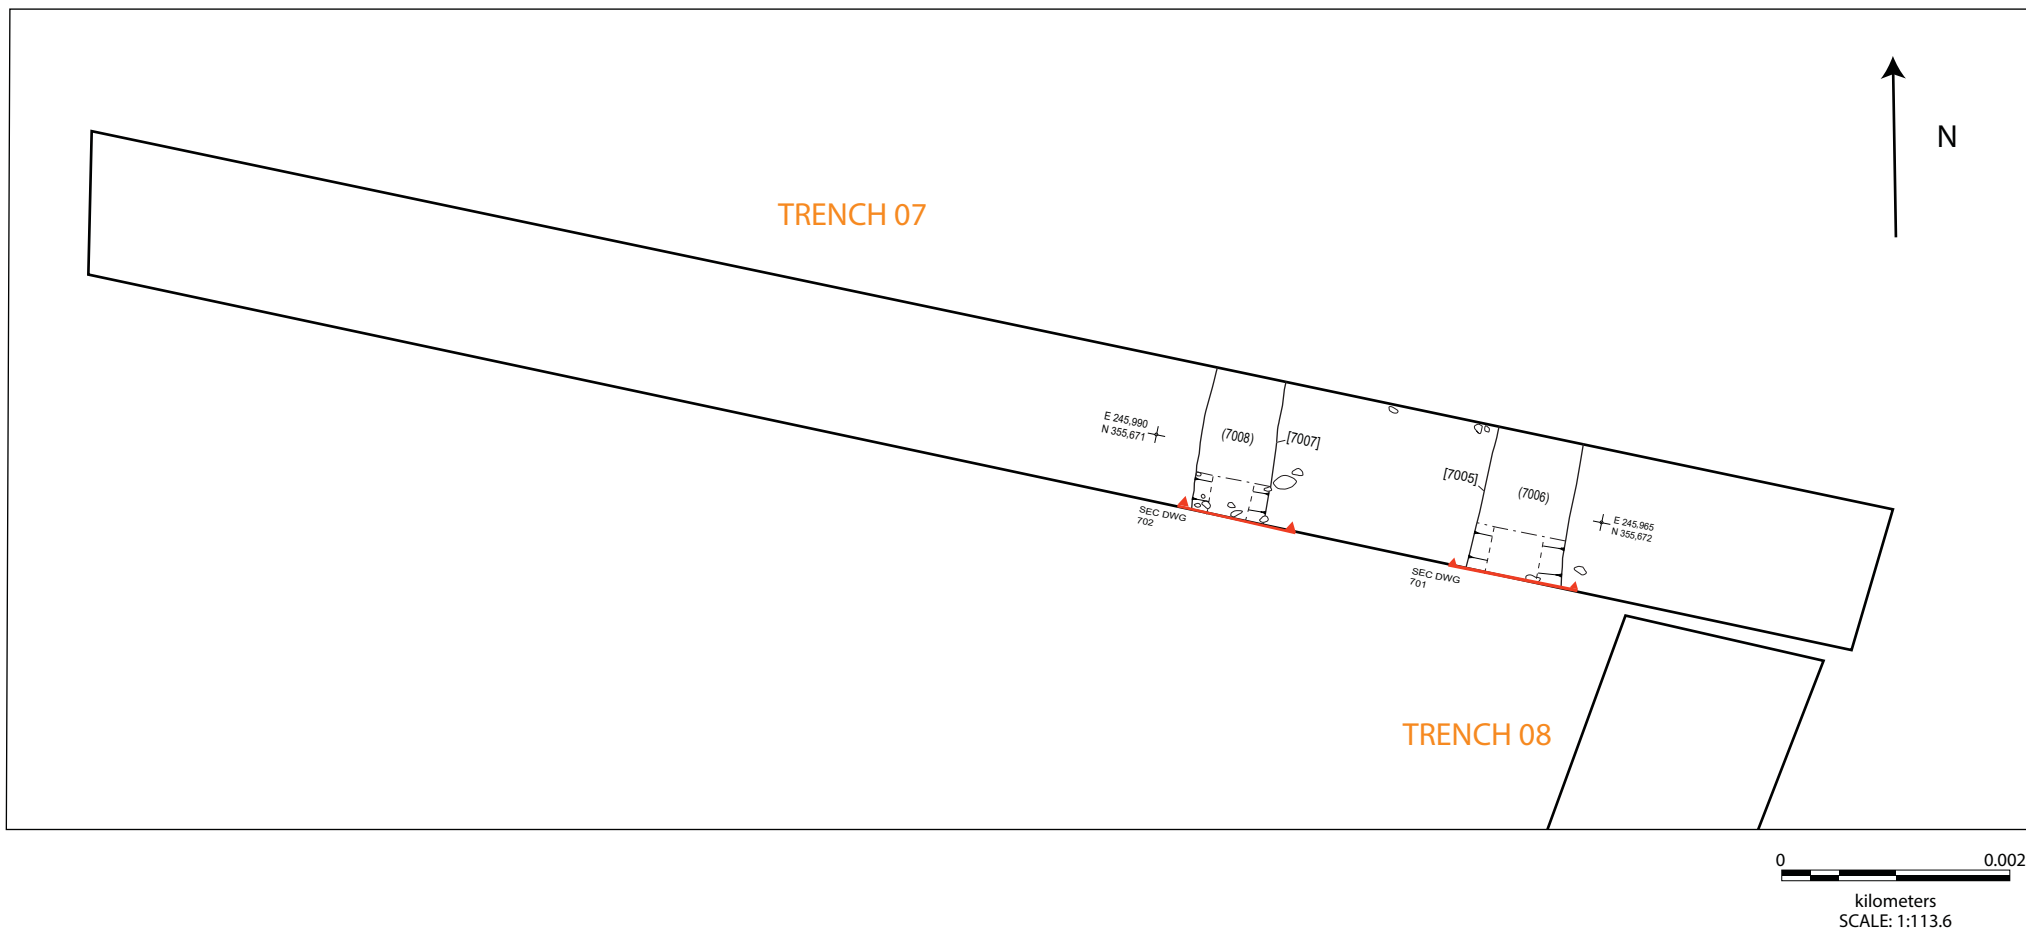 N
TRENCH 07
E 245,990
N 355,671
(7008)
[7007]
[7005]
(7006)
E 245,965
N 355,672
SEC DWG
702
SEC DWG
701
TRENCH 08
0 0.002
kilometers
SCALE: 1:113.6